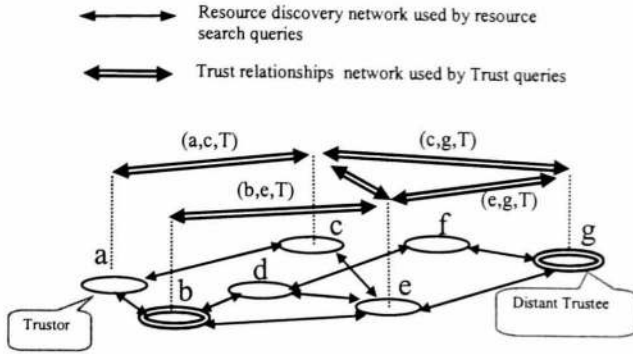 Resource discovery network used by resource
search queries
Trust relationships network used by Trust queries
(a,c,T)
(c,g,T)
(b,e,T)
(e,g,T)
a
b
c
d
e
f
g
Trustor
Distant Trustee